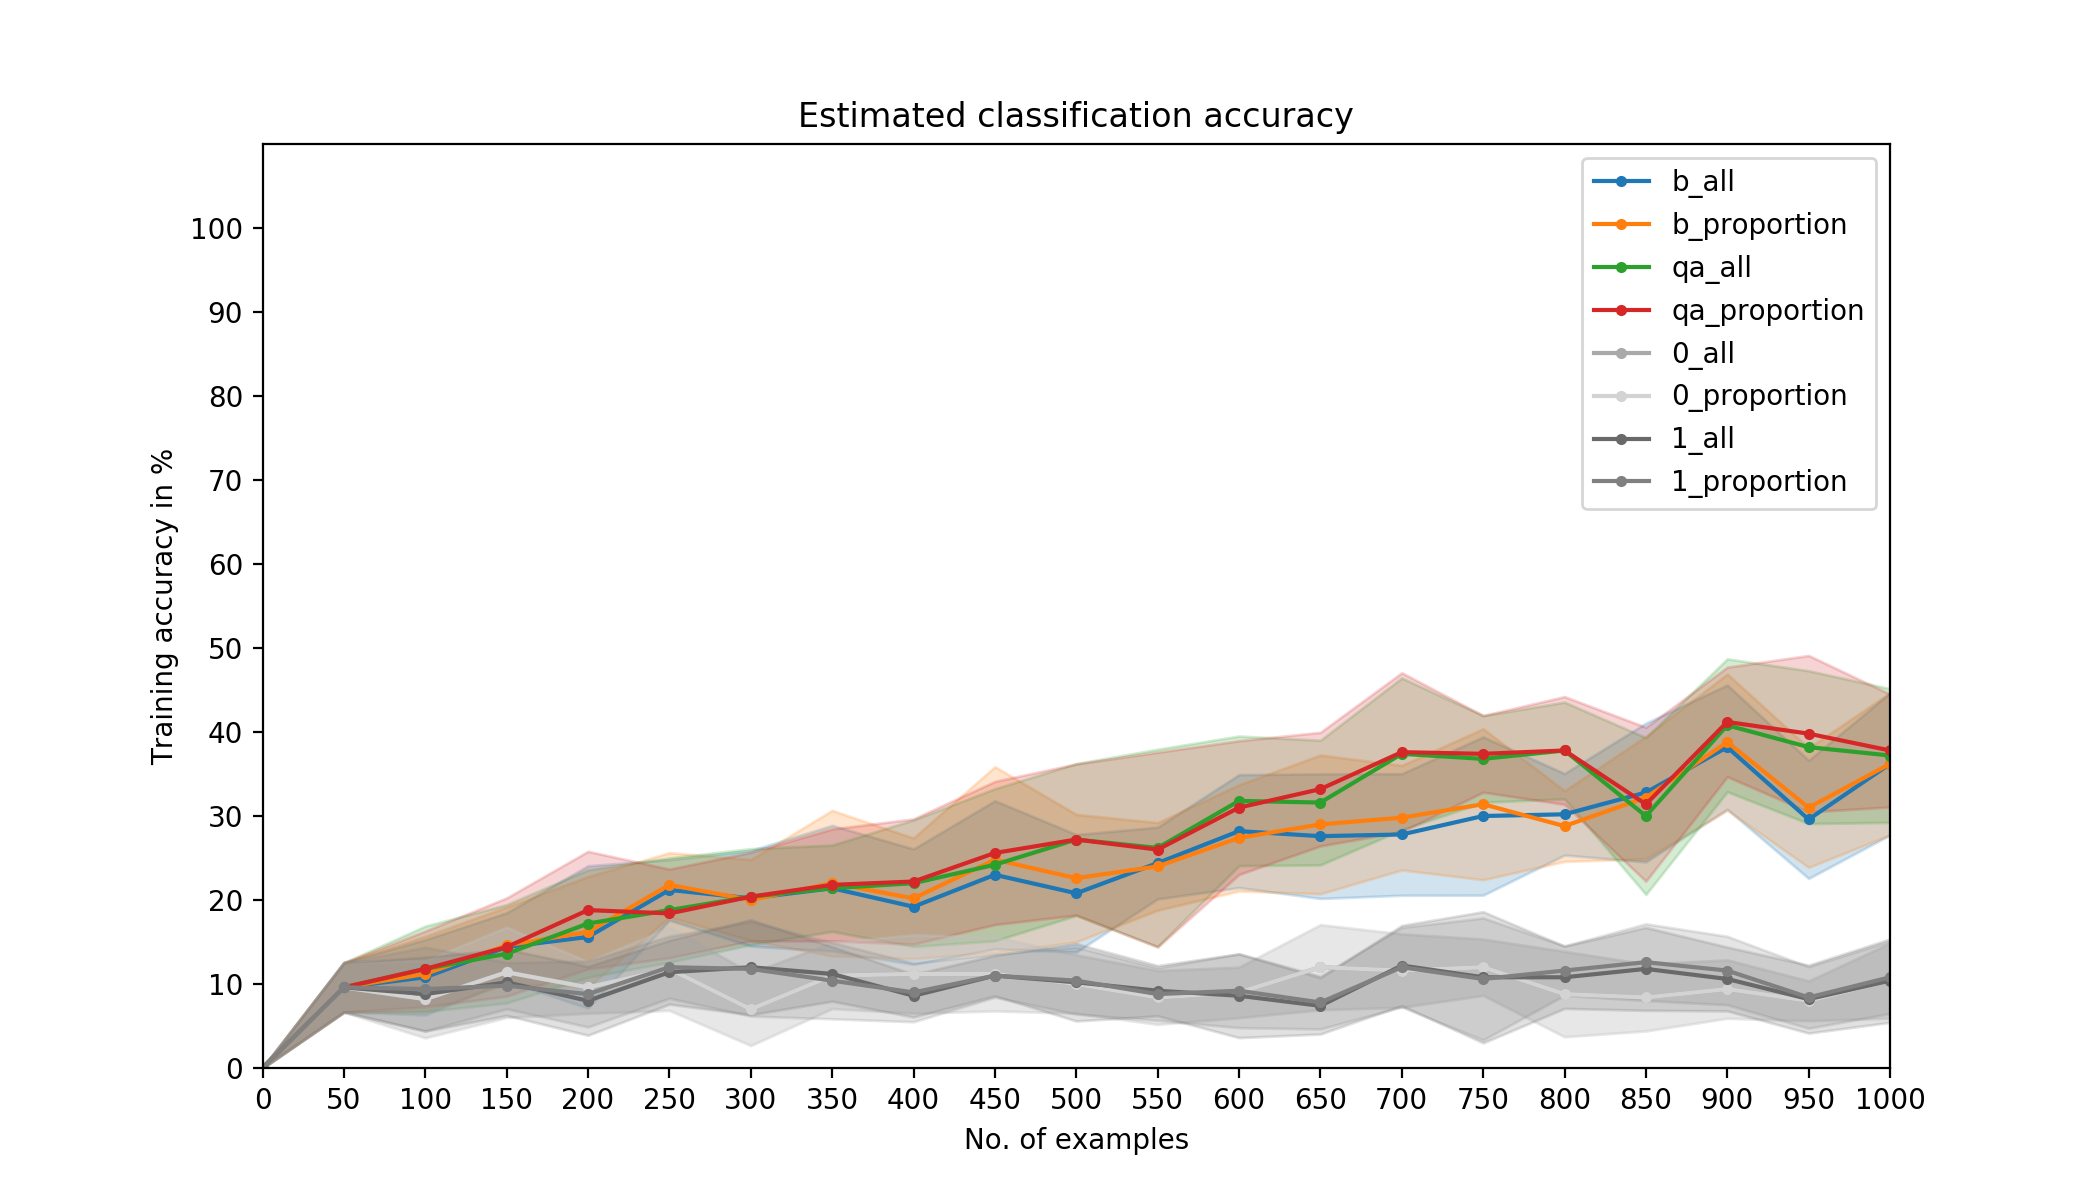 Estimated classification accuracy
b_all
b_proportion
qa_all
qa_proportion
0_all
0_proportion
1_all
1_proportion
100
90
80
70
60
50
40
30
20
10
0
Training accuracy in %
0 50 100 150 200 250 300 350 400 450 500 550 600 650 700 750 800 850 900 950 1000
No. of examples